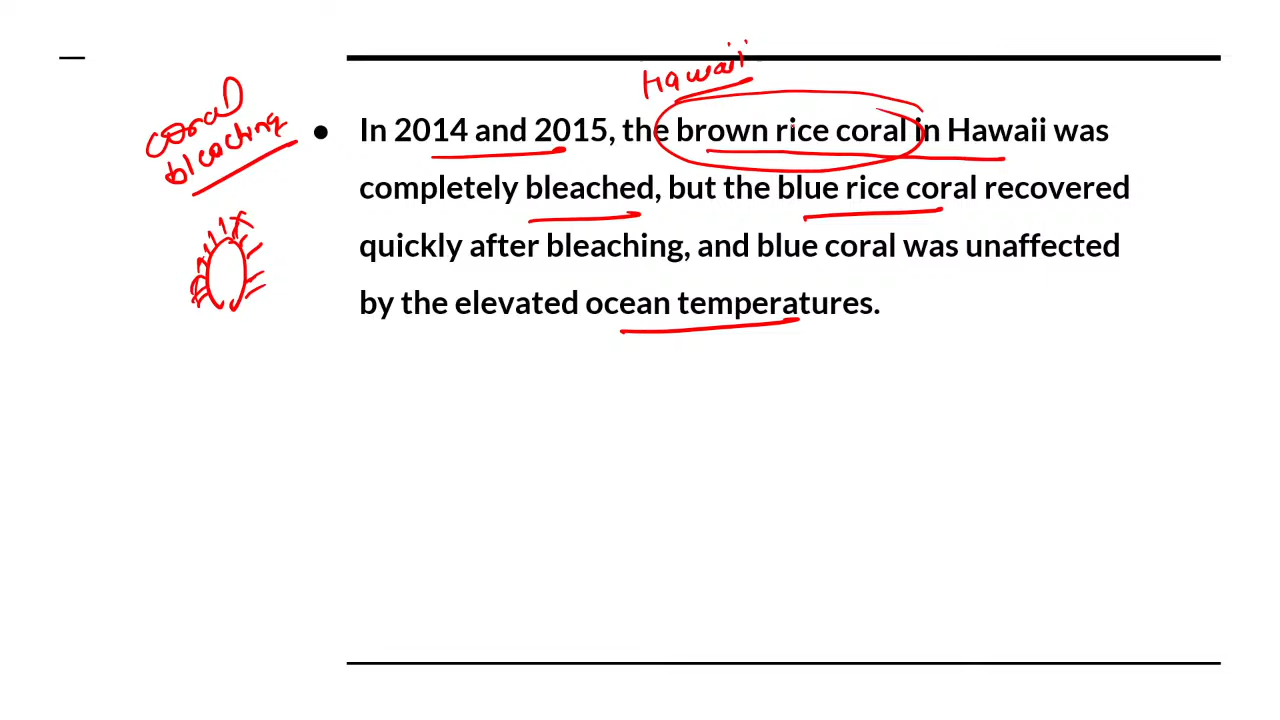 Hawaii
coral
bleaching
● In 2014 and 2015, the brown rice coral in Hawaii was
completely bleached, but the blue rice coral recovered
quickly after bleaching, and blue coral was unaffected
by the elevated ocean temperatures.